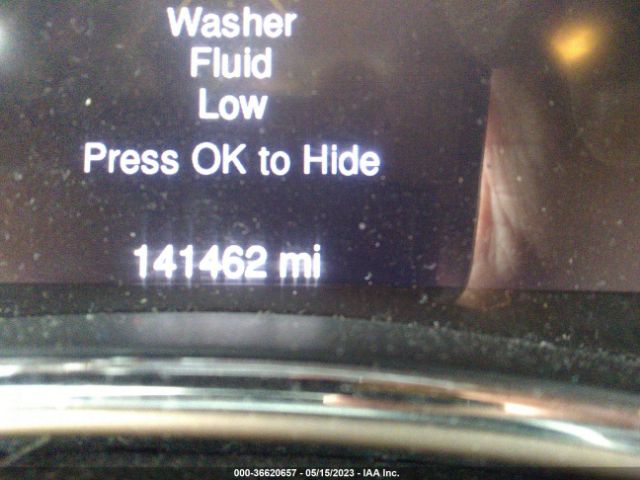 Washer
Fluid
Low
Press OK to Hide
141462 mi
000-36620657 - 05/15/2023 - IAA Inc.